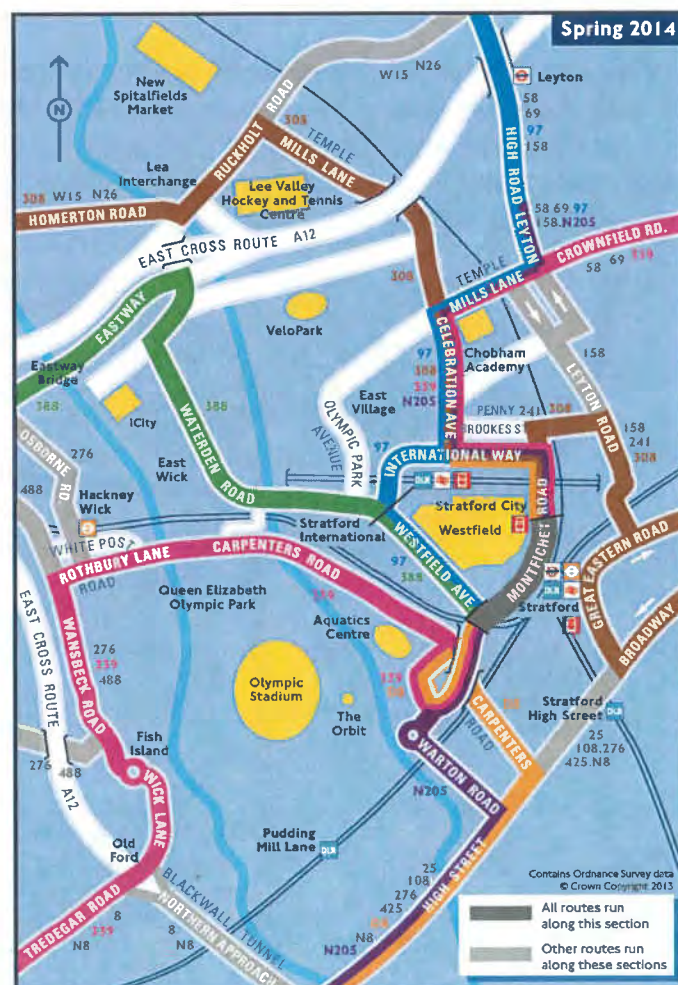 Spring 2014
New
Spitalfields
Market
N
W15 N26
Leyton
58
69
97
158
HIGH ROAD LEYTON
RUCKHOLT ROAD
308
TEMPLE
MILLS LANE
Lea
Interchange
Lee Valley
Hockey and Tennis
Centre
308 W15 N26
HOMERTON ROAD
EAST CROSS ROUTE A12
58 69 97
158 N205
CROWNFIELD RD.
58 69 339
TEMPLE
MILLS LANE
308
EASTWAY
VeloPark
Eastway
Bridge
388
iCity
388
97
308
339
N205
CELEBRATION AVE
Chobham
Academy
158
LEYTON ROAD
East
Village
OLYMPIC PARK
AVENUE
PENNY
BROOKES ST
241
308
158
241
308
OSBORNE RD.
276
488
East
Wick
WATERDEN ROAD
97
INTERNATIONAL WAY
Hackney
Wick
DLR
Stratford
International
Stratford City
Westfield
MONTFICHET ROAD
WHITE POST
ROAD
ROTHBURY LANE
CARPENTERS ROAD
339
97
388
WESTFIELD AVE
GREAT EASTERN ROAD
DLR
Stratford
Queen Elizabeth
Olympic Park
Aquatics
Centre
BROADWAY
EAST CROSS ROUTE
A12
WANSBECK ROAD
276
339
488
Olympic
Stadium
The
Orbit
339
CARPENTERS
ROAD
Stratford
High Street
DLR
25
108.276
425.N8
Fish
Island
276
488
WICK LANE
WARTON ROAD
N205
Old
Ford
Pudding
Mill Lane
DLR
HIGH STREET
25
108
276
425
N8
N205
TREDEGAR ROAD
8
339
N8
8
N8
BLACKWALL TUNNEL
NORTHERN APPROACH
Contains Ordnance Survey data
© Crown Copyright 2013
All routes run
along this section
Other routes run
along these sections